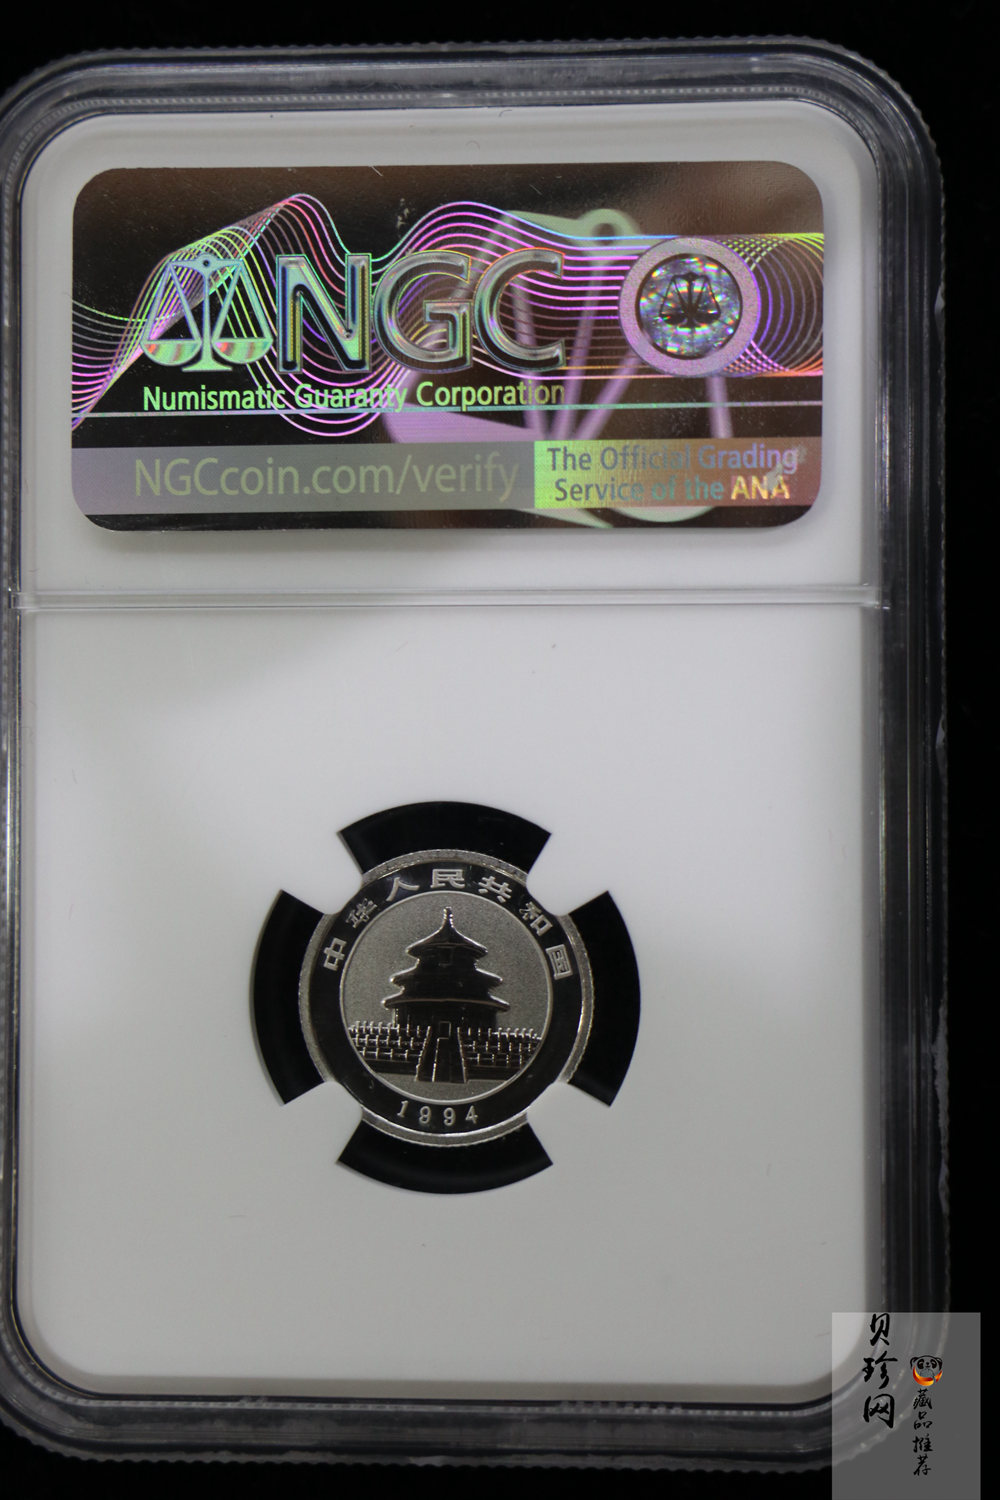 NGC
Numismatic Guaranty Corporation
NGCcoin.com/verify
The Official Grading
Service of the ANA
中华人民共和国
1994
贝珍网
藏品推荐